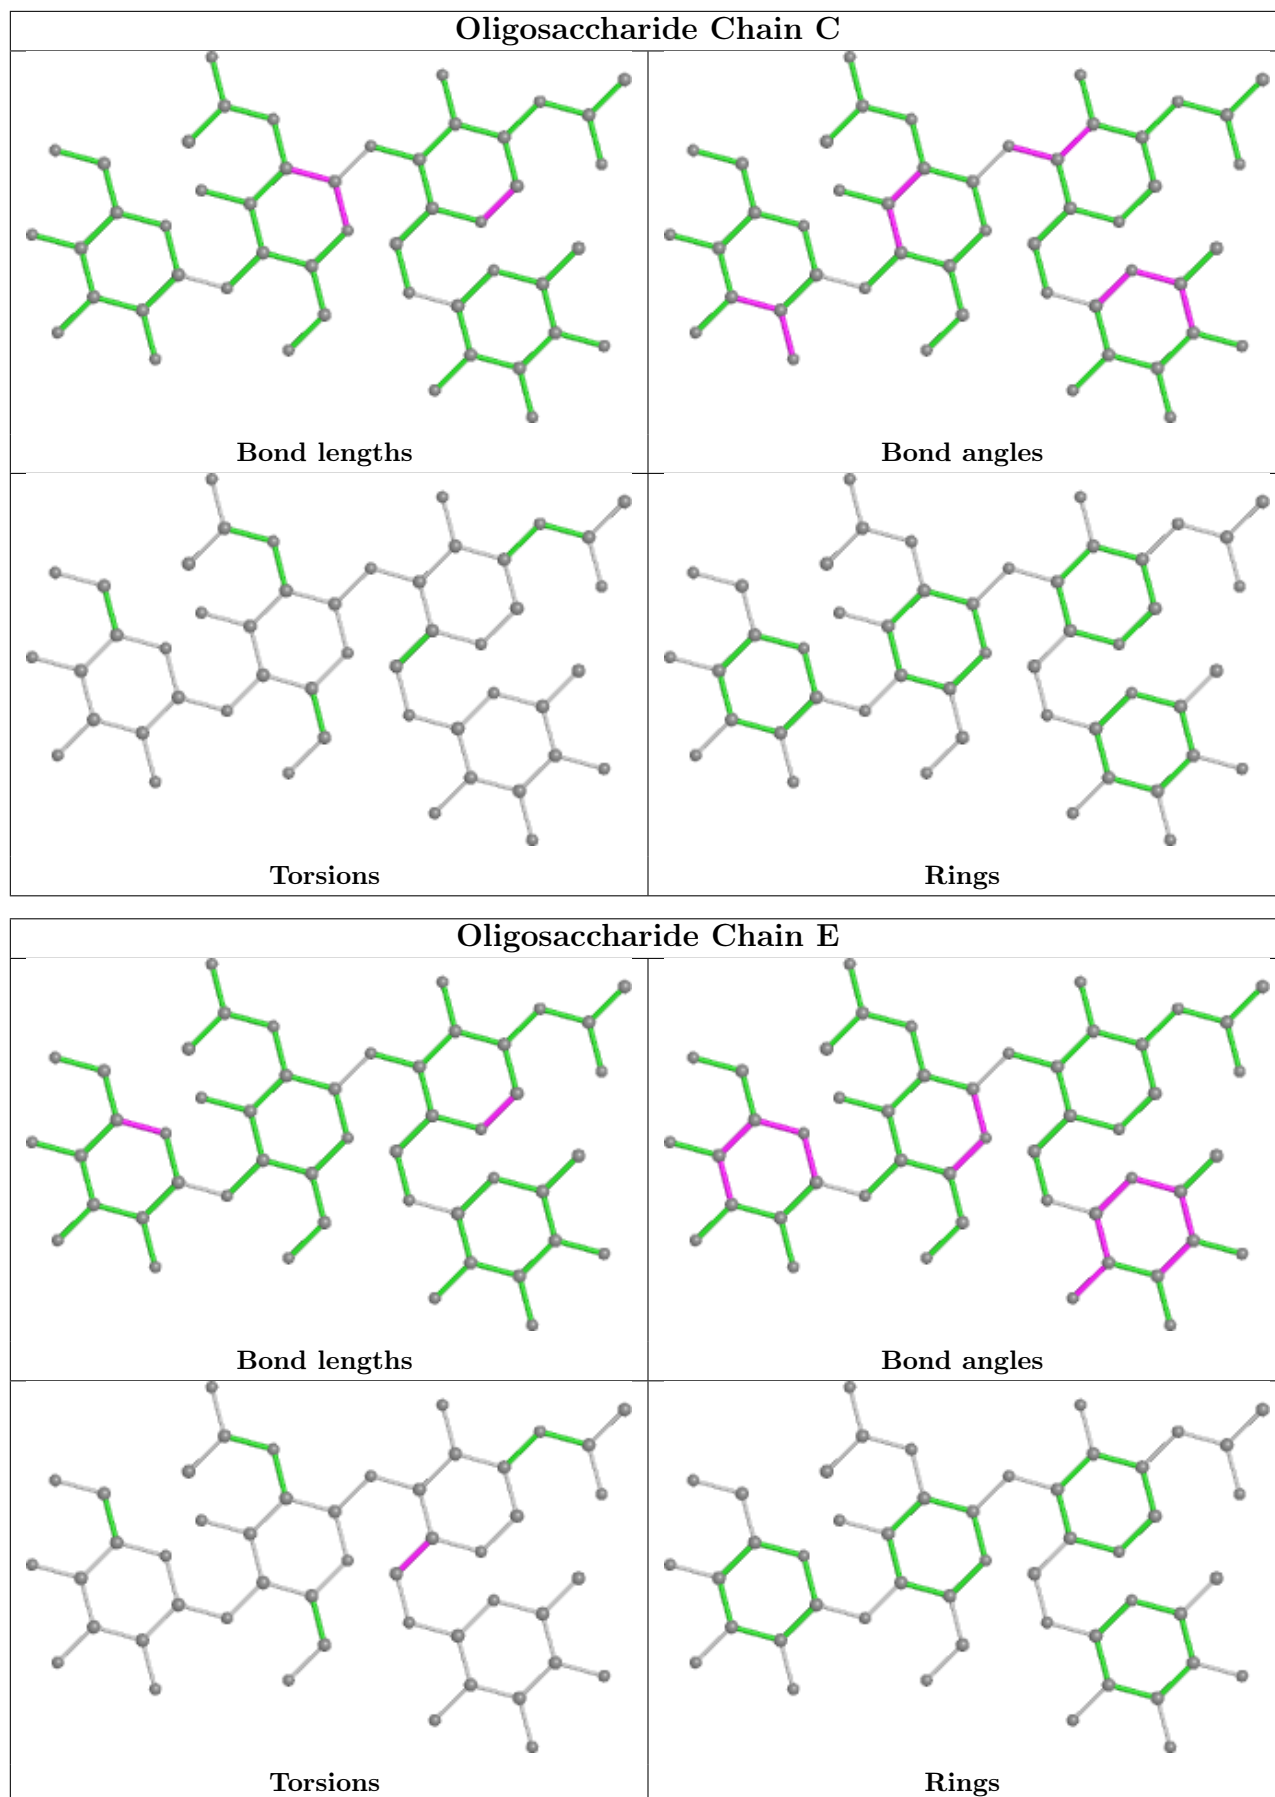 Oligosaccharide Chain C
Bond lengths
Bond angles
Torsions
Rings
Oligosaccharide Chain E
Bond lengths
Bond angles
Torsions
Rings